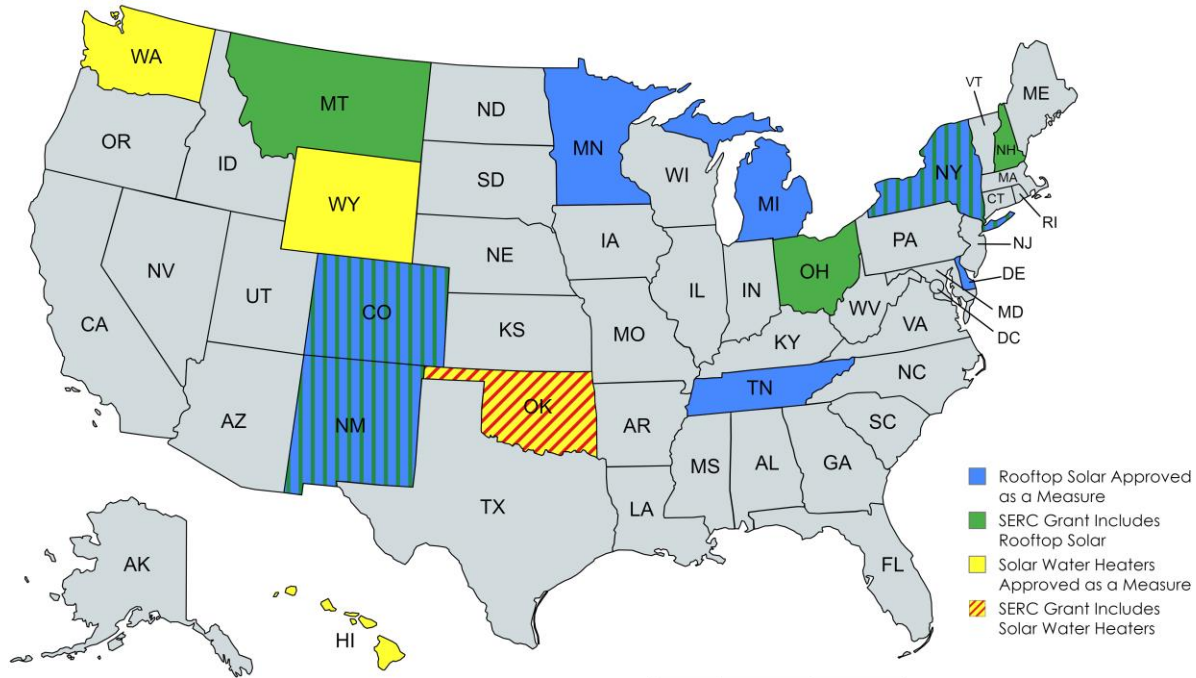 WA
MT
ND
MN
VT
ME
OR
ID
SD
WI
NY
NH
MA
WY
MI
CT
RI
IA
PA
NJ
NE
NV
UT
IL
IN
OH
DE
CO
WV
MD
CA
KS
MO
KY
VA
DC
NC
TN
OK
AZ
NM
AR
SC
MS
AL
GA
TX
LA
FL
AK
HI
Rooftop Solar Approved
as a Measure
SERC Grant Includes
Rooftop Solar
Solar Water Heaters
Approved as a Measure
SERC Grant Includes
Solar Water Heaters